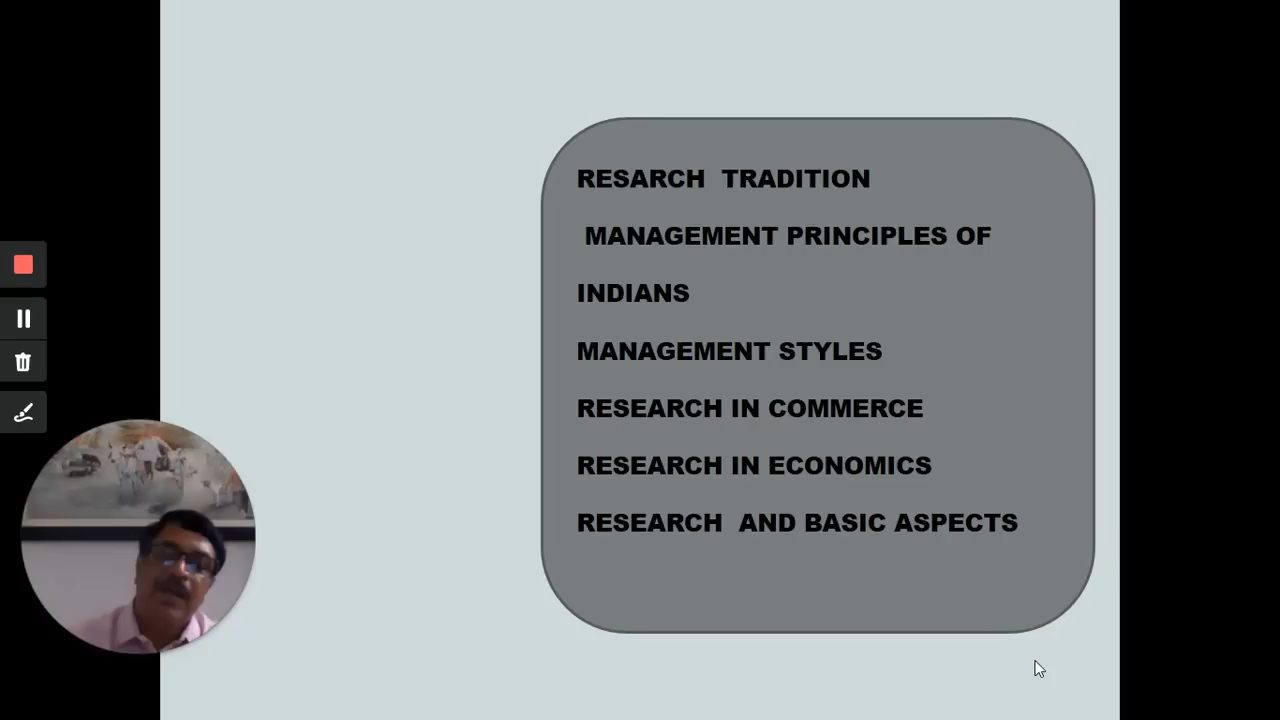 RESARCH  TRADITION
MANAGEMENT PRINCIPLES OF
INDIANS
MANAGEMENT STYLES
RESEARCH IN COMMERCE
RESEARCH IN ECONOMICS
RESEARCH  AND BASIC ASPECTS